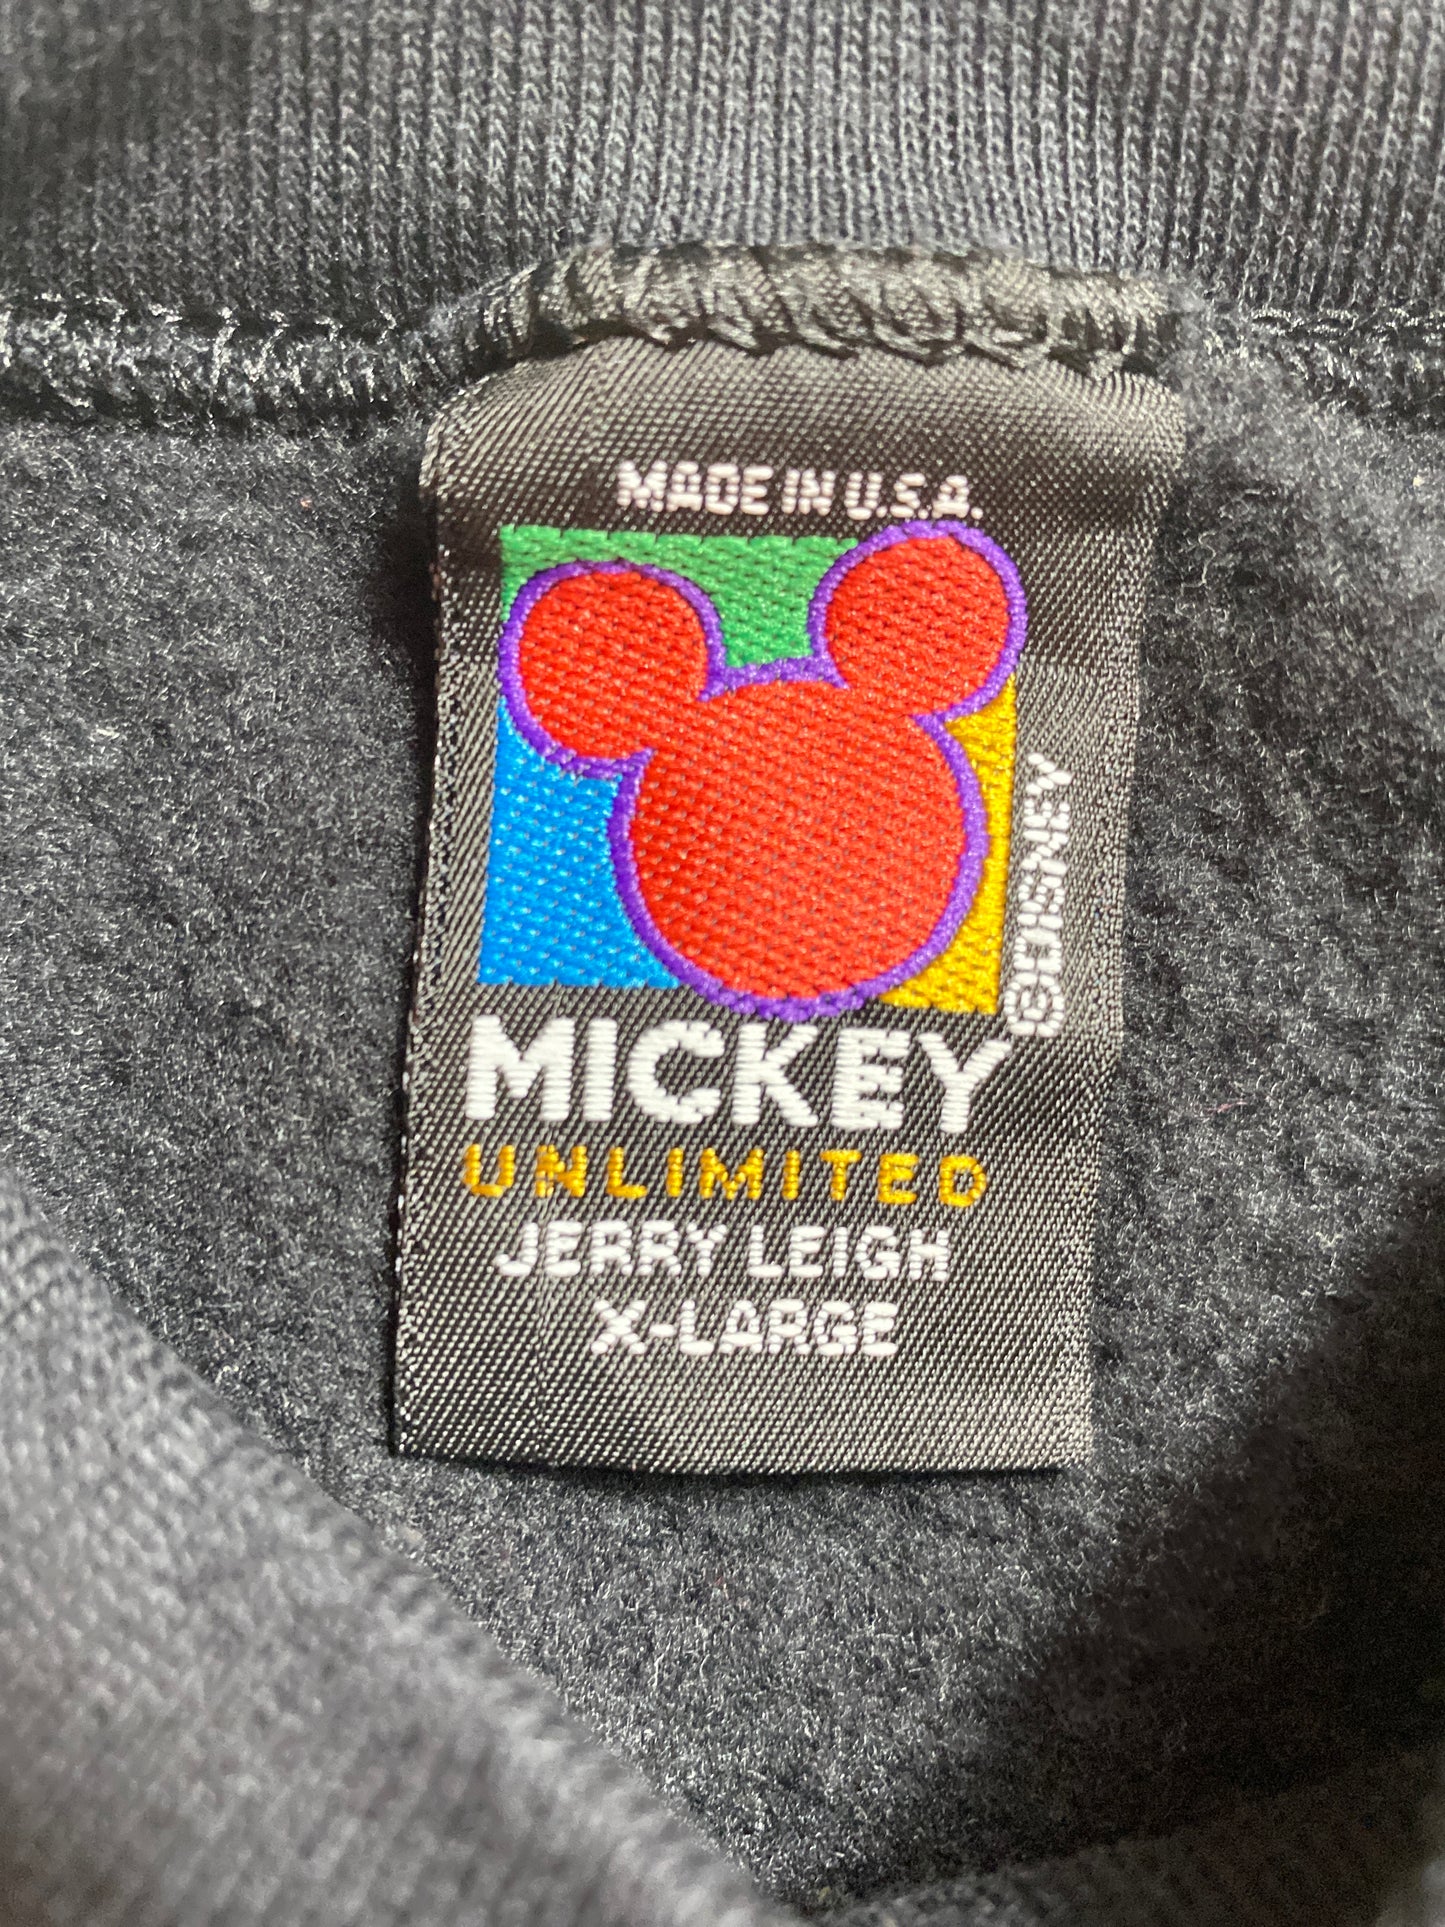 MADE IN U.S.A.
©DISNEY
MICKEY
UNLIMITED
JERRY LEIGH
X-LARGE